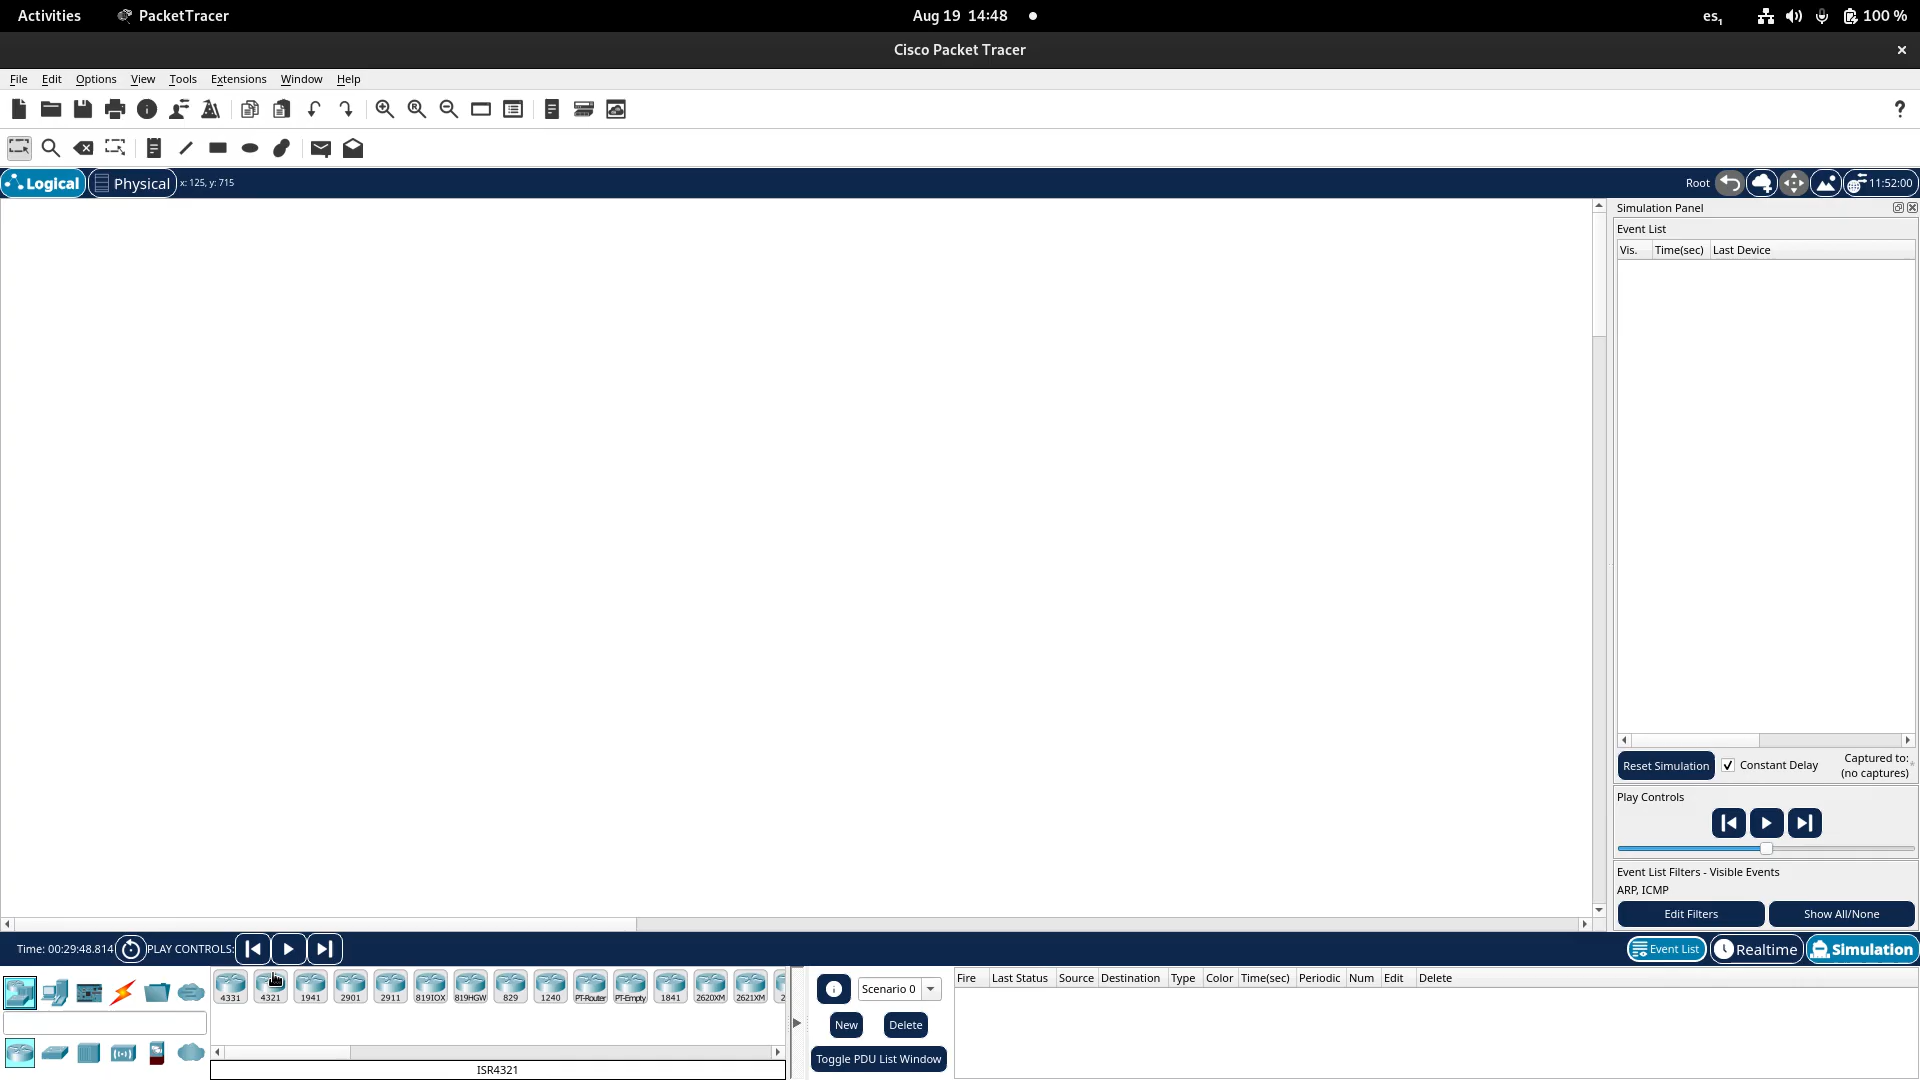 Activities PacketTracer Aug 19 14:48 es₁ 100 %
Cisco Packet Tracer
File Edit Options View Tools Extensions Window Help
Logical Physical x: 125, y: 715 Root 11:52:00
Simulation Panel
Event List
Vis. Time(sec) Last Device
Reset Simulation Constant Delay Captured to:
(no captures)
Play Controls
Event List Filters - Visible Events
ARP, ICMP
Edit Filters Show All/None
Time: 00:29:48.814 PLAY CONTROLS: Event List Realtime Simulation
4331 4321 1941 2901 2911 819IOX 819HGW 829 1240 PT-Router PT-Empty 1841 2620XM 2621XM 2
Scenario 0
Fire Last Status Source Destination Type Color Time(sec) Periodic Num Edit Delete
New Delete
Toggle PDU List Window
ISR4321